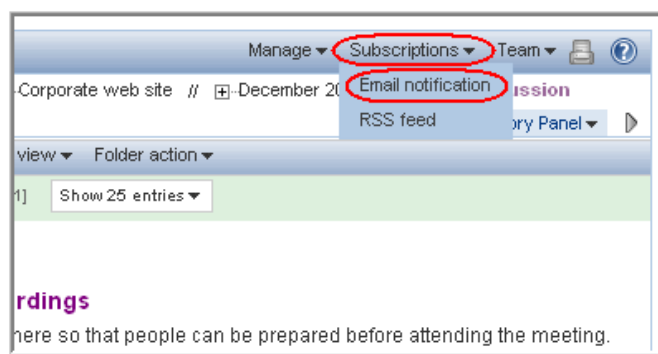 Manage Subscriptions Team ?
Corporate web site // + December 20 Email notification ussion
RSS feed ory Panel
view Folder action
1] Show 25 entries
rdings
here so that people can be prepared before attending the meeting.